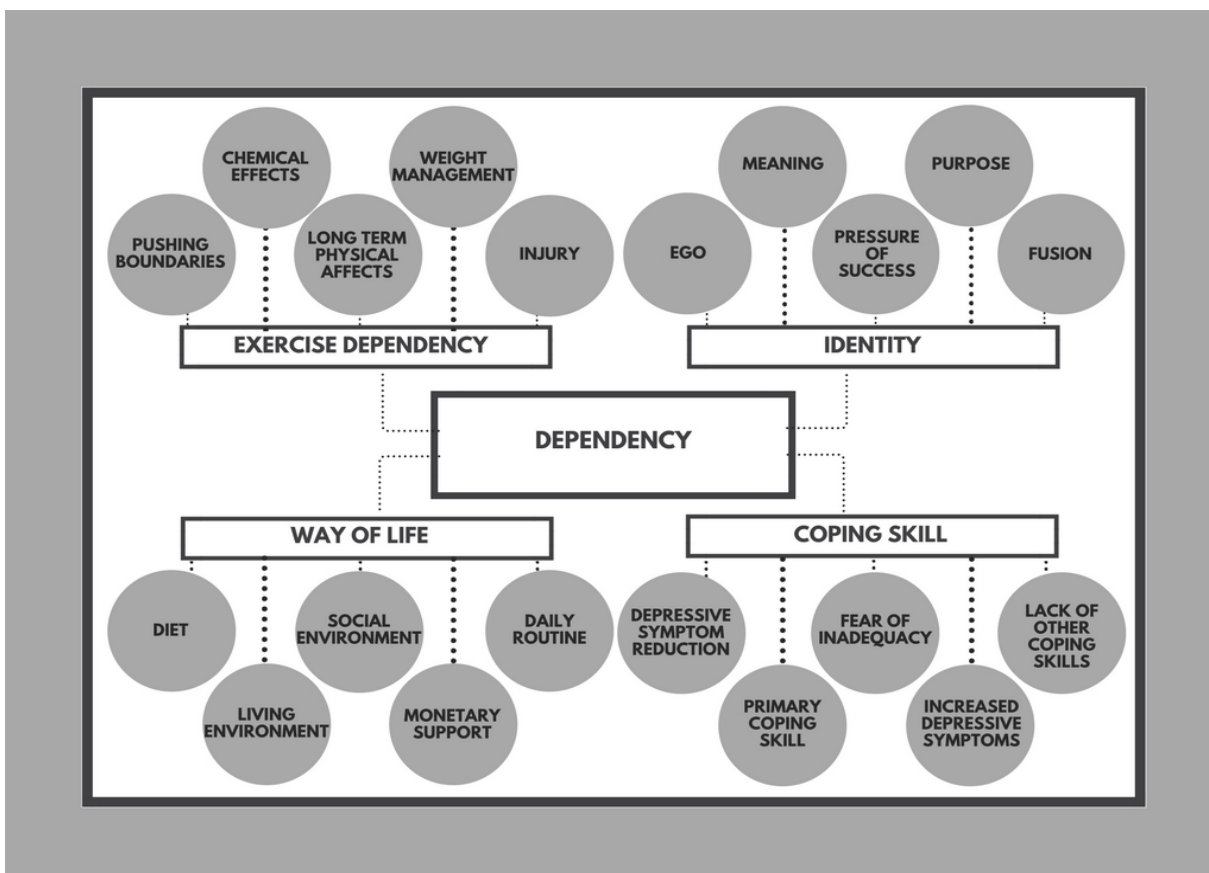 CHEMICAL
EFFECTS
WEIGHT
MANAGEMENT
PUSHING
BOUNDARIES
LONG TERM
PHYSICAL
AFFECTS
INJURY
EXERCISE DEPENDENCY
MEANING
PURPOSE
EGO
PRESSURE
OF
SUCCESS
FUSION
IDENTITY
DEPENDENCY
WAY OF LIFE
DIET
SOCIAL
ENVIRONMENT
DAILY
ROUTINE
LIVING
ENVIRONMENT
MONETARY
SUPPORT
COPING SKILL
DEPRESSIVE
SYMPTOM
REDUCTION
FEAR OF
INADEQUACY
LACK OF
OTHER
COPING
SKILLS
PRIMARY
COPING
SKILL
INCREASED
DEPRESSIVE
SYMPTOMS